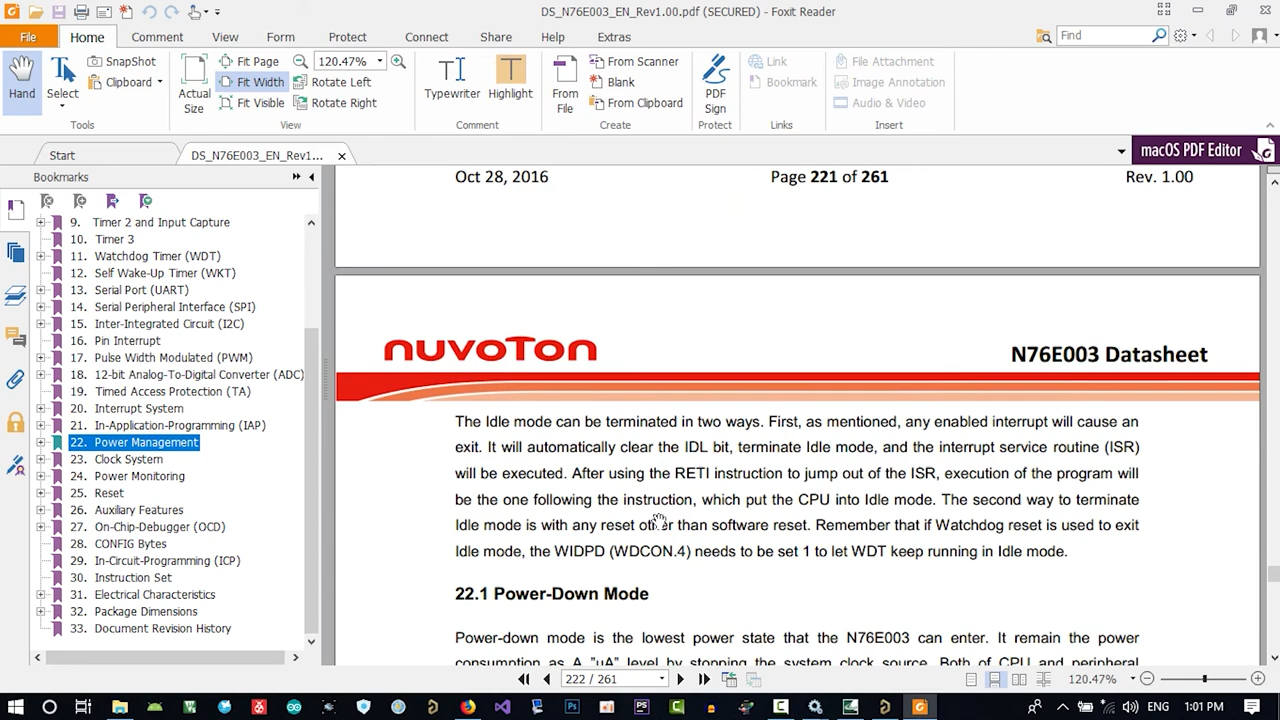 DS_N76E003_EN_Rev1.00.pdf (SECURED) - Foxit Reader
File Home Comment View Form Protect Connect Share Help Extras
Find
Hand
Select
SnapShot
Clipboard
Tools
Actual
Size
Fit Page
Fit Width
Fit Visible
120.47%
Rotate Left
Rotate Right
View
Typewriter
Highlight
Comment
From
File
From Scanner
Blank
From Clipboard
Create
PDF
Sign
Protect
Link
Bookmark
Links
File Attachment
Image Annotation
Audio & Video
Insert
Start
DS_N76E003_EN_Rev1...
macOS PDF Editor
Bookmarks
9. Timer 2 and Input Capture
10. Timer 3
11. Watchdog Timer (WDT)
12. Self Wake-Up Timer (WKT)
13. Serial Port (UART)
14. Serial Peripheral Interface (SPI)
15. Inter-Integrated Circuit (I2C)
16. Pin Interrupt
17. Pulse Width Modulated (PWM)
18. 12-bit Analog-To-Digital Converter (ADC)
19. Timed Access Protection (TA)
20. Interrupt System
21. In-Application-Programming (IAP)
22. Power Management
23. Clock System
24. Power Monitoring
25. Reset
26. Auxiliary Features
27. On-Chip-Debugger (OCD)
28. CONFIG Bytes
29. In-Circuit-Programming (ICP)
30. Instruction Set
31. Electrical Characteristics
32. Package Dimensions
33. Document Revision History
Oct 28, 2016 Page 221 of 261 Rev. 1.00
nuvoTon
N76E003 Datasheet
The Idle mode can be terminated in two ways. First, as mentioned, any enabled interrupt will cause an
exit. It will automatically clear the IDL bit, terminate Idle mode, and the interrupt service routine (ISR)
will be executed. After using the RETI instruction to jump out of the ISR, execution of the program will
be the one following the instruction, which put the CPU into Idle mode. The second way to terminate
Idle mode is with any reset other than software reset. Remember that if Watchdog reset is used to exit
Idle mode, the WIDPD (WDCON.4) needs to be set 1 to let WDT keep running in Idle mode.
22.1 Power-Down Mode
Power-down mode is the lowest power state that the N76E003 can enter. It remain the power
consumption as A "uA" level by stopping the system clock source. Both of CPU and peripheral
222 / 261
120.47%
ENG 1:01 PM